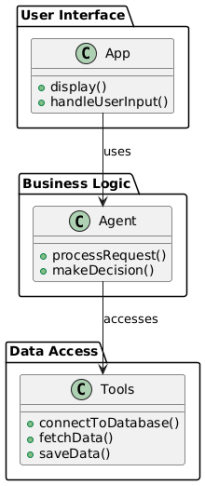 User Interface
C App
display()
handleUserInput()
uses
Business Logic
C Agent
processRequest()
makeDecision()
accesses
Data Access
C Tools
connectToDatabase()
fetchData()
saveData()